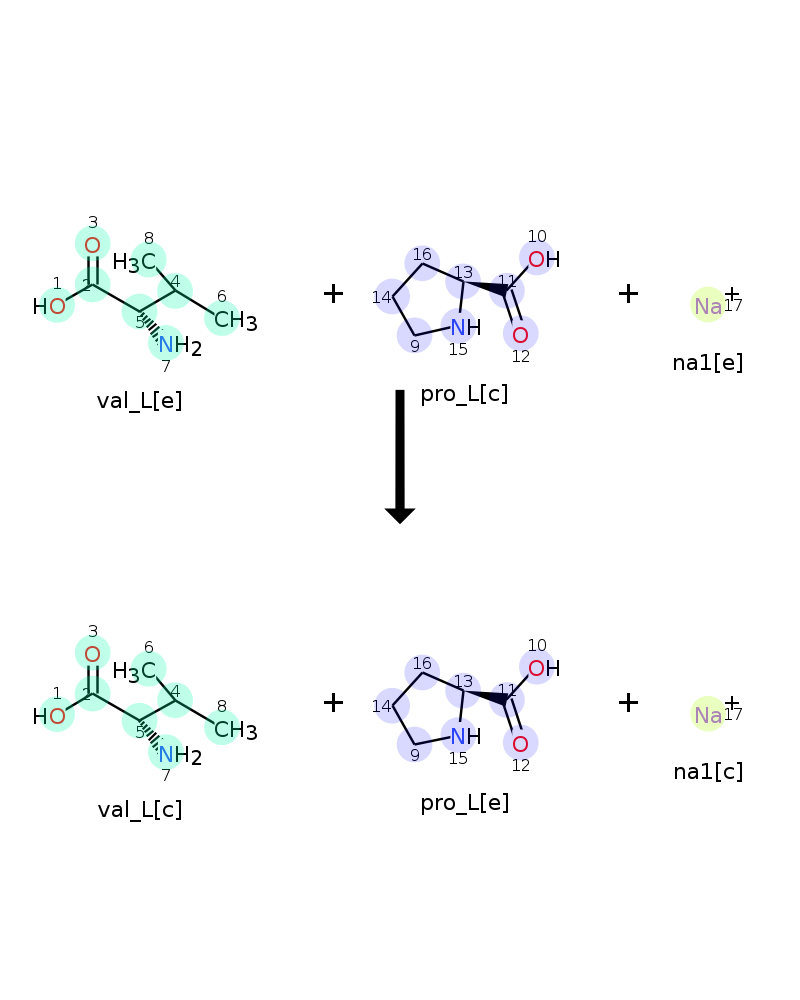 3
8
O
H3C
1
2
4
6
HO
5
CH3
NH2
7
val_L[e]
+
10
16
13
11
OH
14
NH
O
9
15
12
pro_L[c]
+
Na+
17
na1[e]
3
6
O
H3C
1
2
4
8
HO
5
CH3
NH2
7
val_L[c]
+
10
16
13
11
OH
14
NH
O
9
15
12
pro_L[e]
+
Na+
17
na1[c]